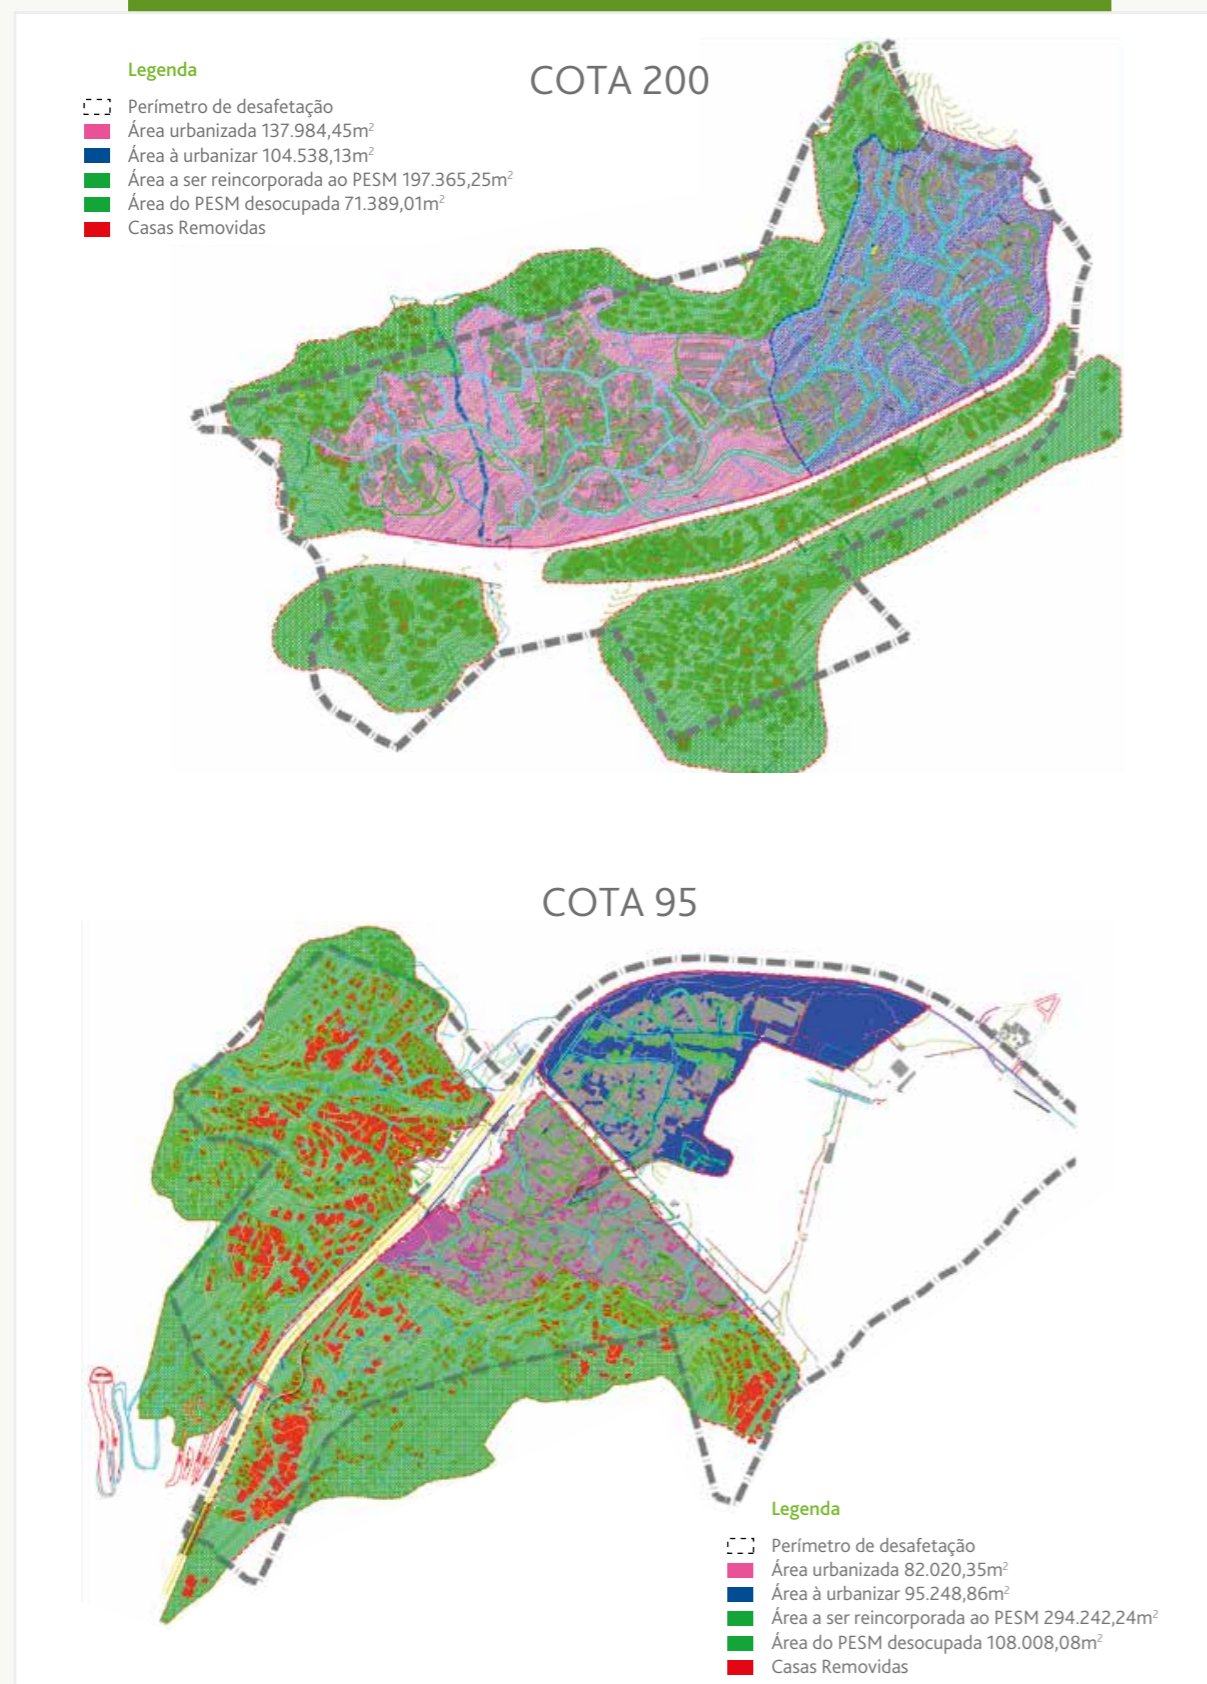 Legenda
COTA 200
Perímetro de desafetação
Área urbanizada 137.984,45m²
Área à urbanizar 104.538,13m²
Área a ser reincorporada ao PESM 197.365,25m²
Área do PESM desocupada 71.389,01m²
Casas Removidas
COTA 95
Legenda
Perímetro de desafetação
Área urbanizada 82.020,35m²
Área à urbanizar 95.248,86m²
Área a ser reincorporada ao PESM 294.242,24m²
Área do PESM desocupada 108.008,08m²
Casas Removidas